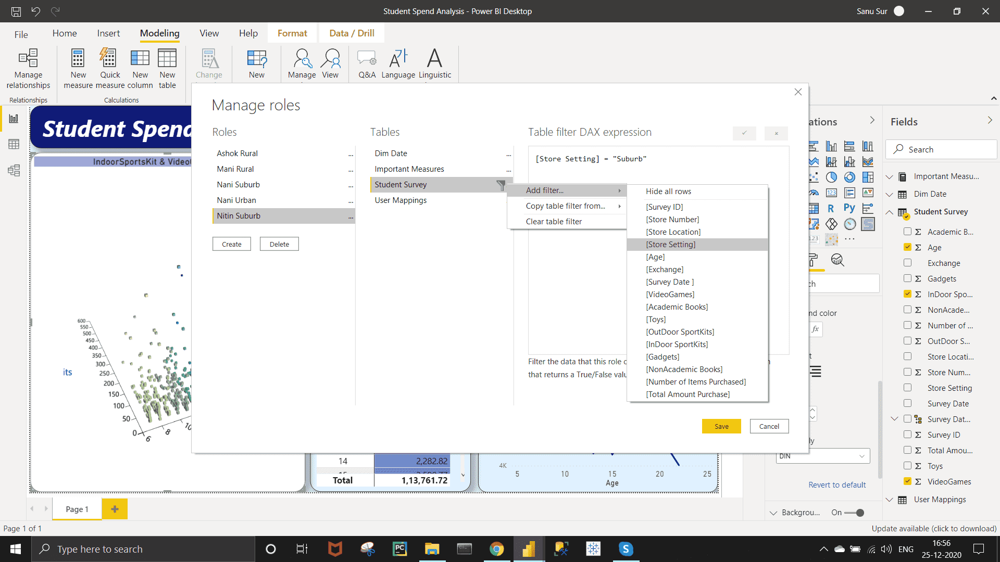 Student Spend Analysis - Power BI Desktop
Sanu Sur
File
Home
Insert
Modeling
View
Help
Format
Data / Drill
Manage relationships
New measure
Quick measure
New column
New table
Change
New
Manage
View
Q&A
Language
Linguistic
Relationships
Calculations
Student Spend
IndoorSportsKit &
its
600
550
500
450
400
350
300
250
200
150
100
50
0
6
8
10
Manage roles
Roles
Ashok Rural ...
Mani Rural ...
Nani Suburb ...
Nani Urban ...
Nitin Suburb ...
Create
Delete
Tables
Dim Date ...
Important Measures ...
Student Survey
User Mappings
Table filter DAX expression
[Store Setting] = "Suburb"
Add filter...
Copy table filter from...
Clear table filter
Hide all rows
[Survey ID]
[Store Number]
[Store Location]
[Store Setting]
[Age]
[Exchange]
[Survey Date ]
[VideoGames]
[Academic Books]
[Toys]
[OutDoor SportKits]
[InDoor SportKits]
[Gadgets]
[NonAcademic Books]
[Number of Items Purchased]
[Total Amount Purchase]
Filter the data that this role
that returns a True/False
Save
Cancel
14
2,282.82
Total
1,13,761.72
4K
5
10
15
20
25
Age
ations
R
Py
123
...
ch
nd color
fx
t
ly
DIN
Revert to default
Backgrou...
On
Fields
Search
Important Measu...
Dim Date
Student Survey
Academic B...
Age
Exchange
Gadgets
InDoor Spo...
NonAcade...
Number of ...
OutDoor S...
Store Locati...
Store Num...
Store Setting
Survey Date
Survey Dat...
Survey ID
Total Amou...
Toys
VideoGames
User Mappings
Page 1
Page 1 of 1
Update available (click to download)
Type here to search
PC
ENG
16:56
25-12-2020